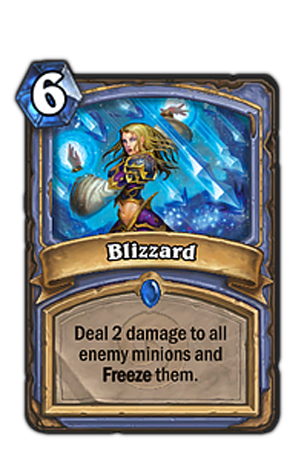 6
Blizzard
Deal 2 damage to all
enemy minions and
Freeze them.